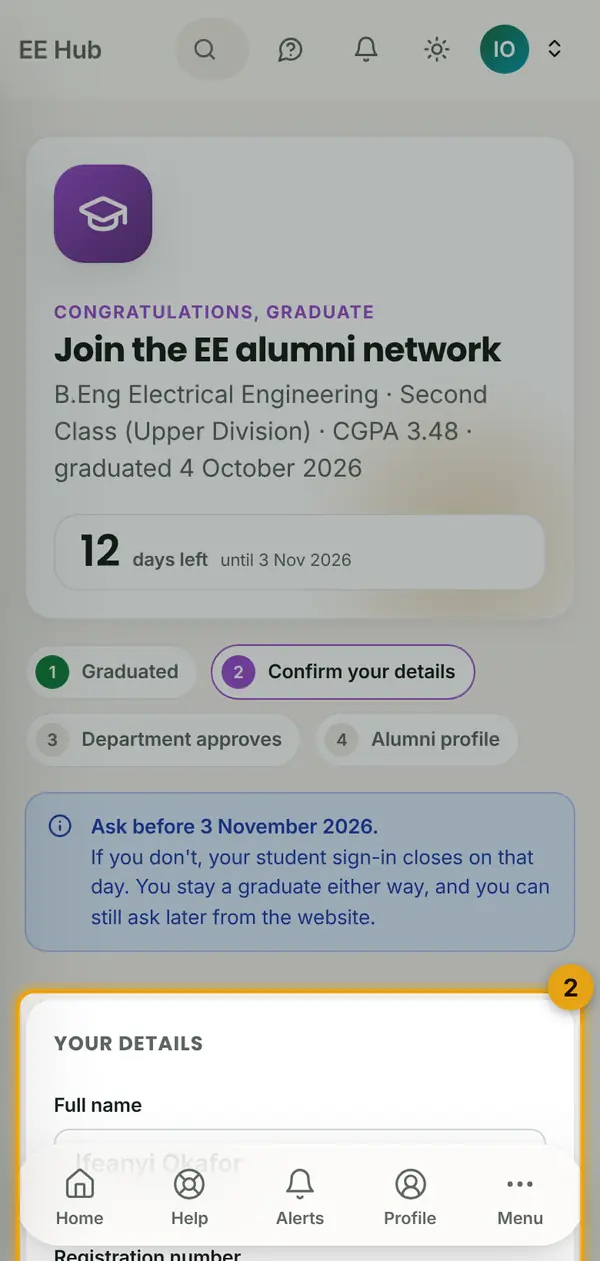 EE Hub
IO
CONGRATULATIONS, GRADUATE
Join the EE alumni network
B.Eng Electrical Engineering · Second
Class (Upper Division) · CGPA 3.48 ·
graduated 4 October 2026
12 days left until 3 Nov 2026
1 Graduated
2 Confirm your details
3 Department approves
4 Alumni profile
Ask before 3 November 2026.
If you don't, your student sign-in closes on that
day. You stay a graduate either way, and you can
still ask later from the website.
2
YOUR DETAILS
Full name
Ifeanyi Okafor
Home
Help
Alerts
Profile
Menu
Registration number